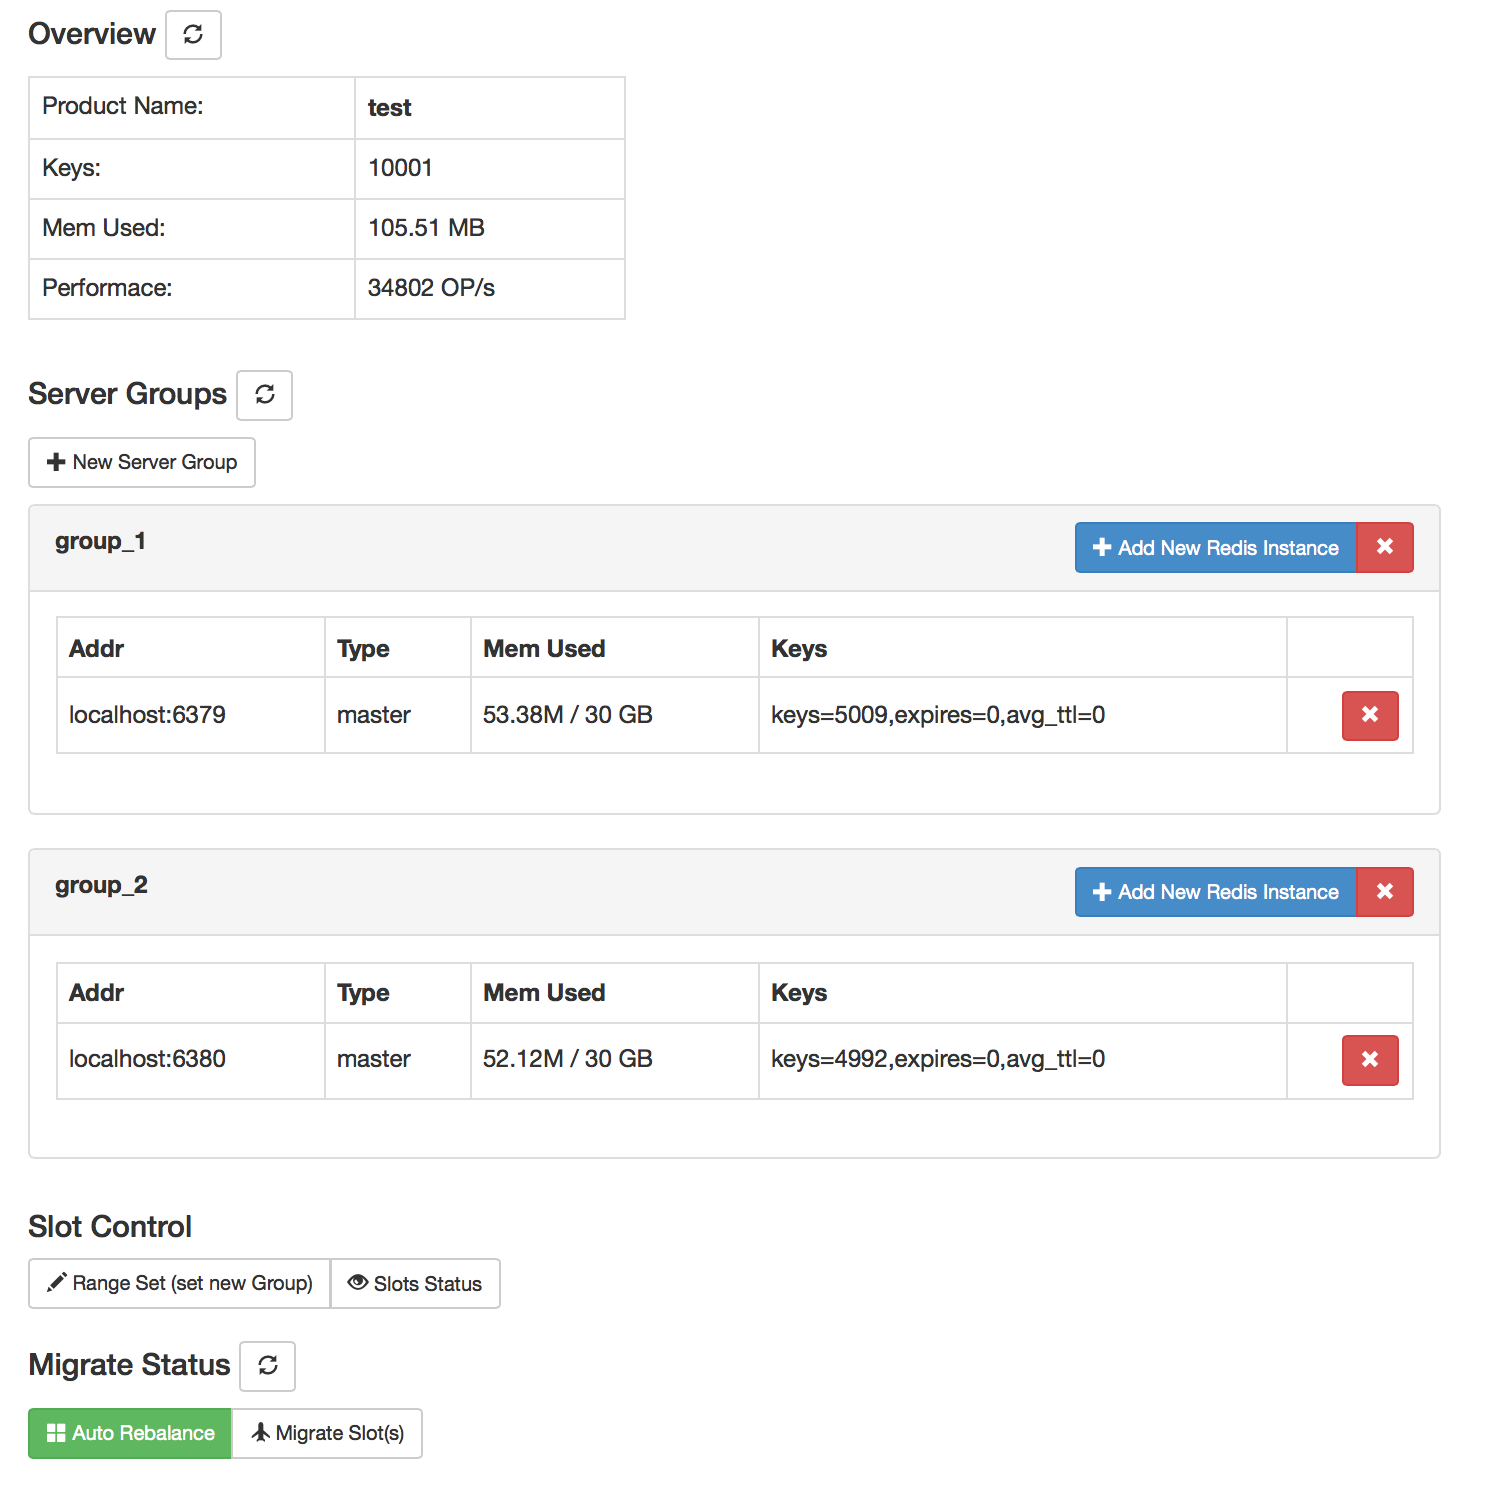 Overview
Product Name: test
Keys: 10001
Mem Used: 105.51 MB
Performace: 34802 OP/s
Server Groups
New Server Group
group_1 Add New Redis Instance
Addr Type Mem Used Keys
localhost:6379 master 53.38M / 30 GB keys=5009,expires=0,avg_ttl=0
group_2 Add New Redis Instance
Addr Type Mem Used Keys
localhost:6380 master 52.12M / 30 GB keys=4992,expires=0,avg_ttl=0
Slot Control
Range Set (set new Group) Slots Status
Migrate Status
Auto Rebalance Migrate Slot(s)